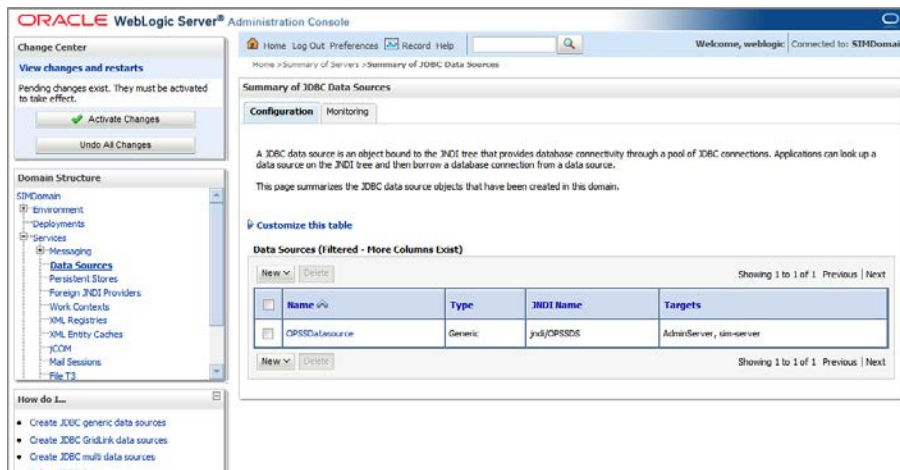 ORACLE WebLogic Server® Administration Console
Change Center
View changes and restarts
Pending changes exist. They must be activated
to take effect.
Activate Changes
Undo All Changes
Domain Structure
SIMDomain
Environment
Deployments
Services
Messaging
Data Sources
Persistent Stores
Foreign JNDI Providers
Work Contexts
XML Registries
XML Entity Caches
jCOM
Mail Sessions
File T3
How do I...
Create JDBC generic data sources
Create JDBC GridLink data sources
Create JDBC multi data sources
Home Log Out Preferences Record Help
Welcome, weblogic Connected to: SIMDomai
Home >Summary of Servers >Summary of JDBC Data Sources
Summary of JDBC Data Sources
Configuration Monitoring
A JDBC data source is an object bound to the JNDI tree that provides database connectivity through a pool of JDBC connections. Applications can look up a
data source on the JNDI tree and then borrow a database connection from a data source.
This page summarizes the JDBC data source objects that have been created in this domain.
Customize this table
Data Sources (Filtered - More Columns Exist)
New Delete Showing 1 to 1 of 1 Previous | Next
Name Type JNDI Name Targets
OPSSDatasource Generic jndi/OPSSDS AdminServer, sim-server
New Delete Showing 1 to 1 of 1 Previous | Next